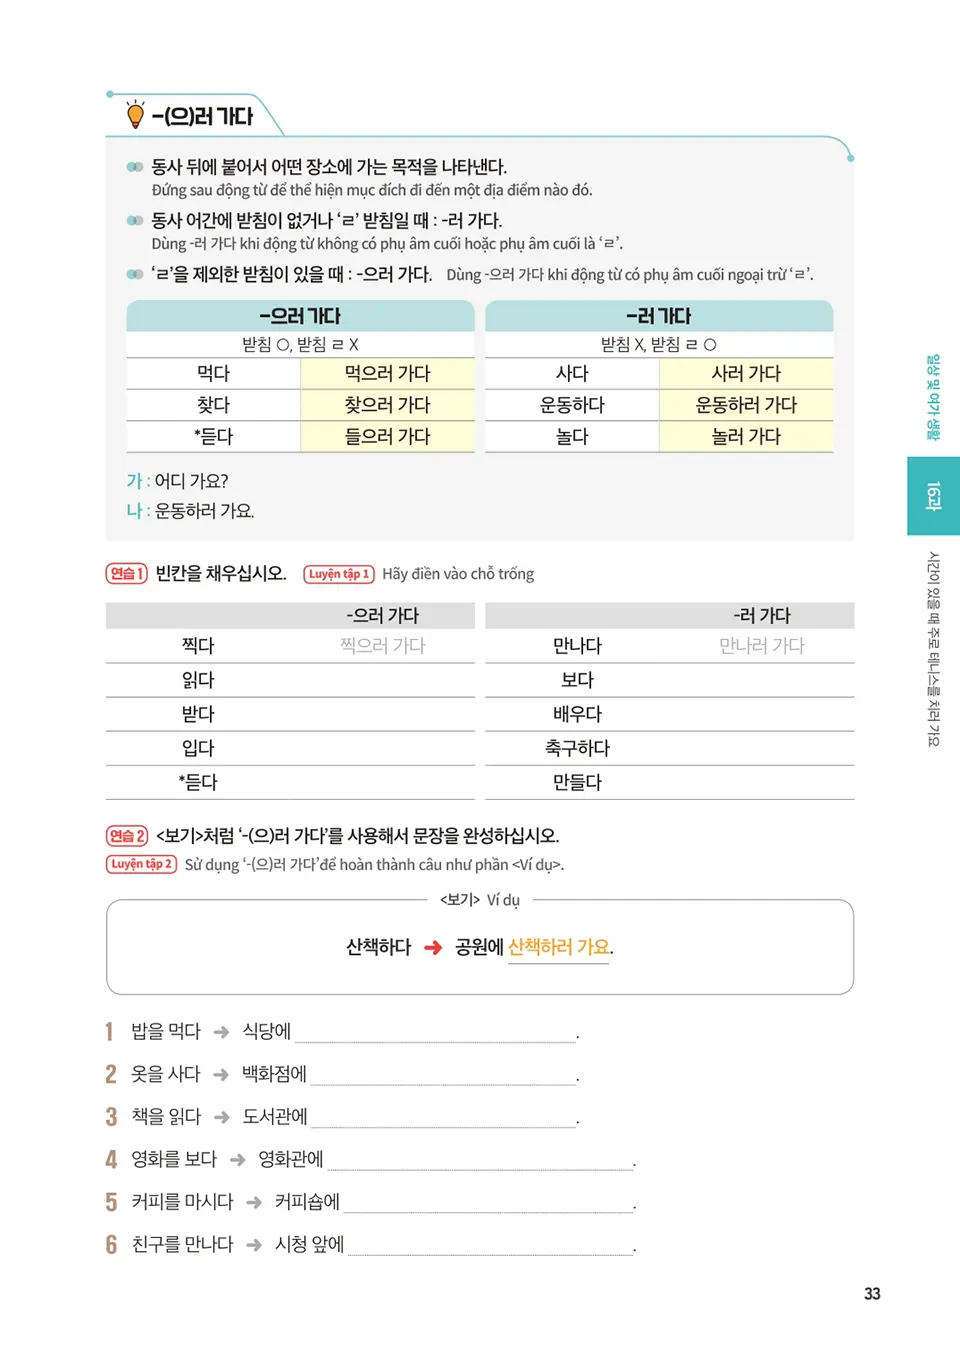 -(으)러 가다
동사 뒤에 붙어서 어떤 장소에 가는 목적을 나타낸다.
Đứng sau động từ để thể hiện mục đích đi đến một địa điểm nào đó.
동사 어간에 받침이 없거나 ‘ㄹ’ 받침일 때 : -러 가다.
Dùng -러 가다 khi động từ không có phụ âm cuối hoặc phụ âm cuối là ‘ㄹ’.
‘ㄹ’을 제외한 받침이 있을 때 : -으러 가다. Dùng -으러 가다 khi động từ có phụ âm cuối ngoại trừ ‘ㄹ’.
-으러 가다
받침 ○, 받침 ㄹ X
먹다 먹으러 가다
찾다 찾으러 가다
*듣다 들으러 가다
-러 가다
받침 X, 받침 ㄹ ○
사다 사러 가다
운동하다 운동하러 가다
놀다 놀러 가다
가 : 어디 가요?
나 : 운동하러 가요.
연습 1 빈칸을 채우십시오. Luyện tập 1 Hãy điền vào chỗ trống
-으러 가다
찍다 찍으러 가다
읽다
받다
입다
*듣다
-러 가다
만나다 만나러 가다
보다
배우다
축구하다
만들다
연습 2 <보기>처럼 ‘-(으)러 가다’를 사용해서 문장을 완성하십시오.
Luyện tập 2 Sử dụng ‘-(으)러 가다’để hoàn thành câu như phần <Ví dụ>.
<보기> Ví dụ
산책하다 ➜ 공원에 산책하러 가요.
1 밥을 먹다 ➜ 식당에 .
2 옷을 사다 ➜ 백화점에 .
3 책을 읽다 ➜ 도서관에 .
4 영화를 보다 ➜ 영화관에 .
5 커피를 마시다 ➜ 커피숍에 .
6 친구를 만나다 ➜ 시청 앞에 .
일상 및 여가 생활
16과
시간이 있을 때 주로 테니스를 치러 가요
33